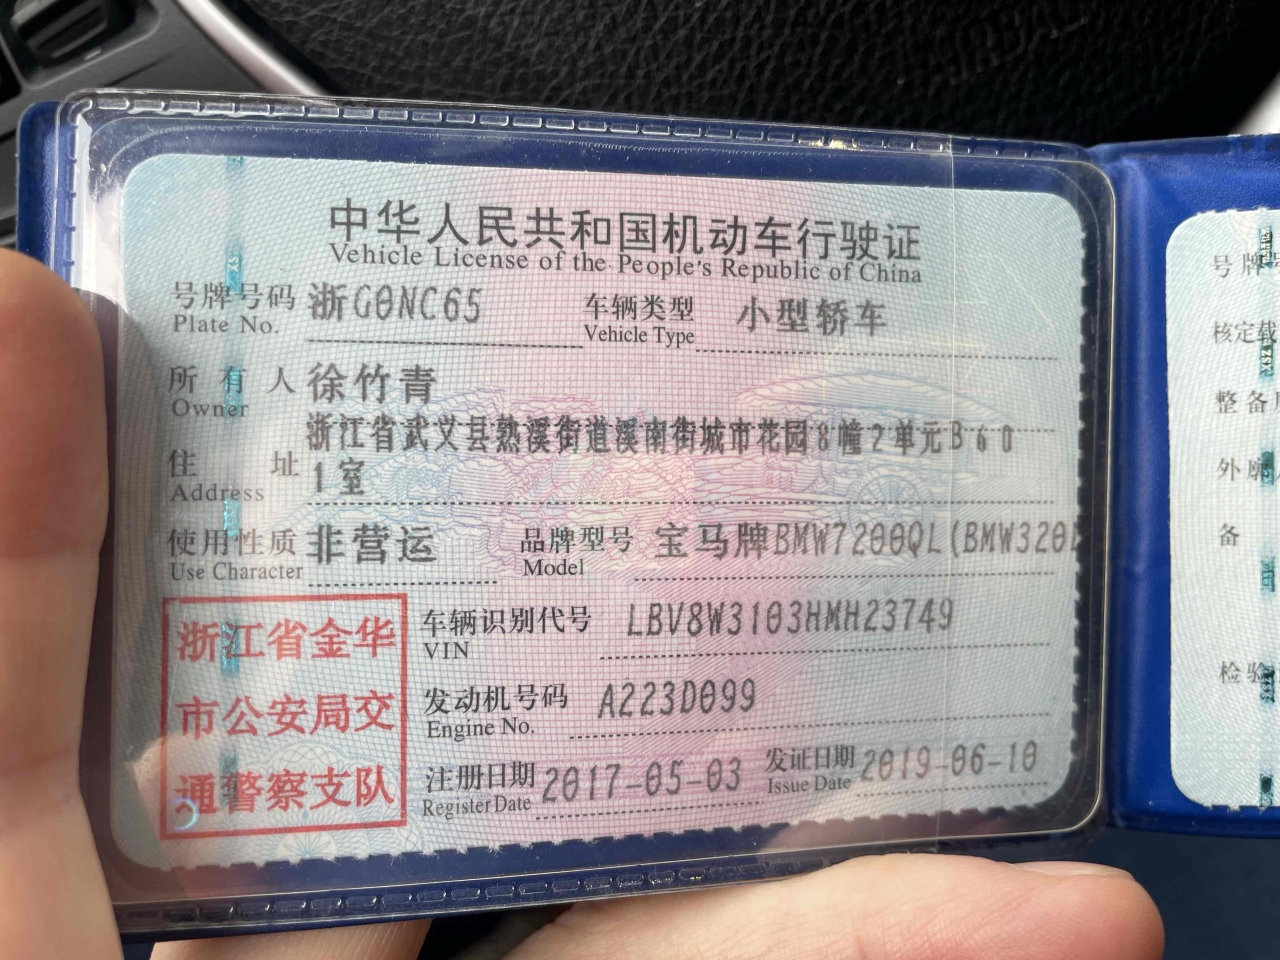 中华人民共和国机动车行驶证
Vehicle License of the People's Republic of China
号牌号码 浙G0NC65 车辆类型 小型轿车
Plate No. Vehicle Type
所有人 徐竹青
Owner
浙江省武义县熟溪街道溪南街城市花园8幢2单元B60
住址 1室
Address
使用性质 非营运 品牌型号 宝马牌BMW7200QL(BMW320L
Use Character Model
浙江省金华
市公安局交
通警察支队
车辆识别代号 LBV8W3103HMH23749
VIN
发动机号码 A223D099
Engine No.
注册日期 2017-05-03 发证日期 2019-06-10
Register Date Issue Date
号牌
核定载
整备
外廓
备
检验